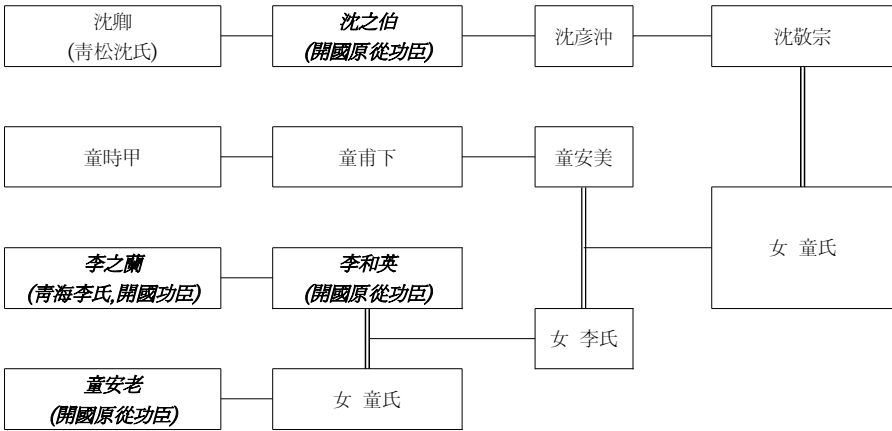 沈卿
(靑松沈氏)
沈之伯
(開國原從功臣)
沈彦沖
沈敬宗
童時甲
童甫下
童安美
女 童氏
李之蘭
(靑海李氏,開國功臣)
李和英
(開國原從功臣)
女 李氏
童安老
(開國原從功臣)
女 童氏